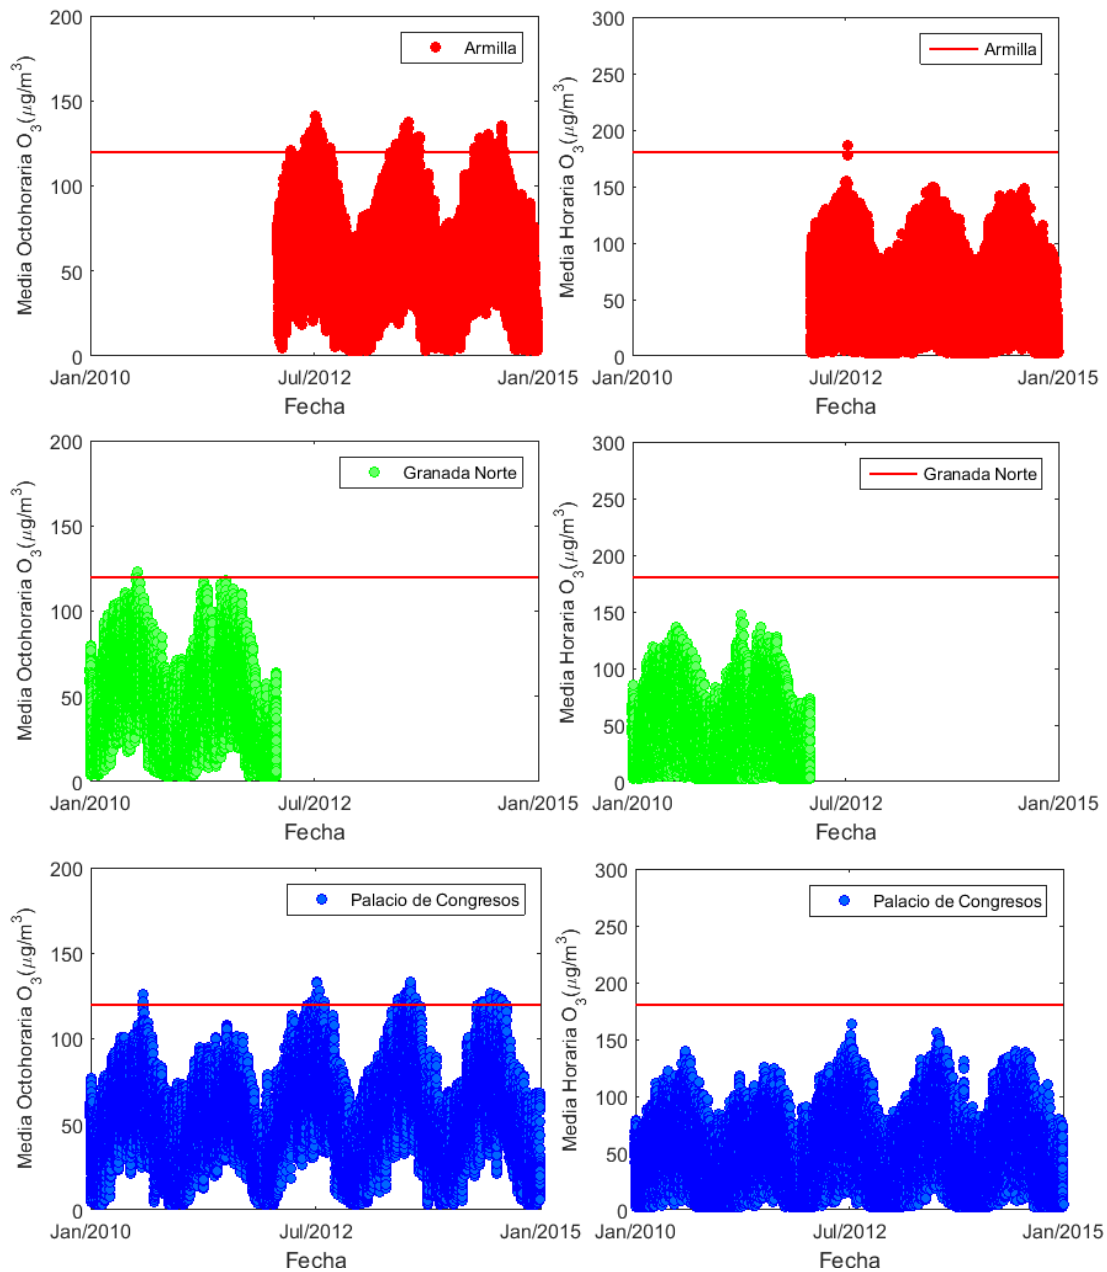 200
150
100
50
0
Media Octohoraria O₃(μg/m³)
Armilla
Jan/2010 Jul/2012 Jan/2015
Fecha
300
250
200
150
100
50
0
Media Horaria O₃(μg/m³)
Armilla
Jan/2010 Jul/2012 Jan/2015
Fecha
200
150
100
50
0
Media Octohoraria O₃(μg/m³)
Granada Norte
Jan/2010 Jul/2012 Jan/2015
Fecha
300
250
200
150
100
50
0
Media Horaria O₃(μg/m³)
Granada Norte
Jan/2010 Jul/2012 Jan/2015
Fecha
200
150
100
50
0
Media Octohoraria O₃(μg/m³)
Palacio de Congresos
Jan/2010 Jul/2012 Jan/2015
Fecha
300
250
200
150
100
50
0
Media Horaria O₃(μg/m³)
Palacio de Congresos
Jan/2010 Jul/2012 Jan/2015
Fecha